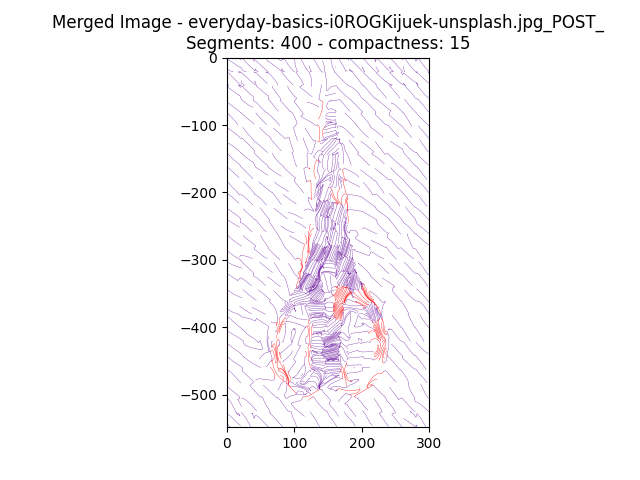 Merged Image - everyday-basics-i0ROGKijuek-unsplash.jpg_POST_
Segments: 400 - compactness: 15
0
−100
−200
−300
−400
−500
0 100 200 300